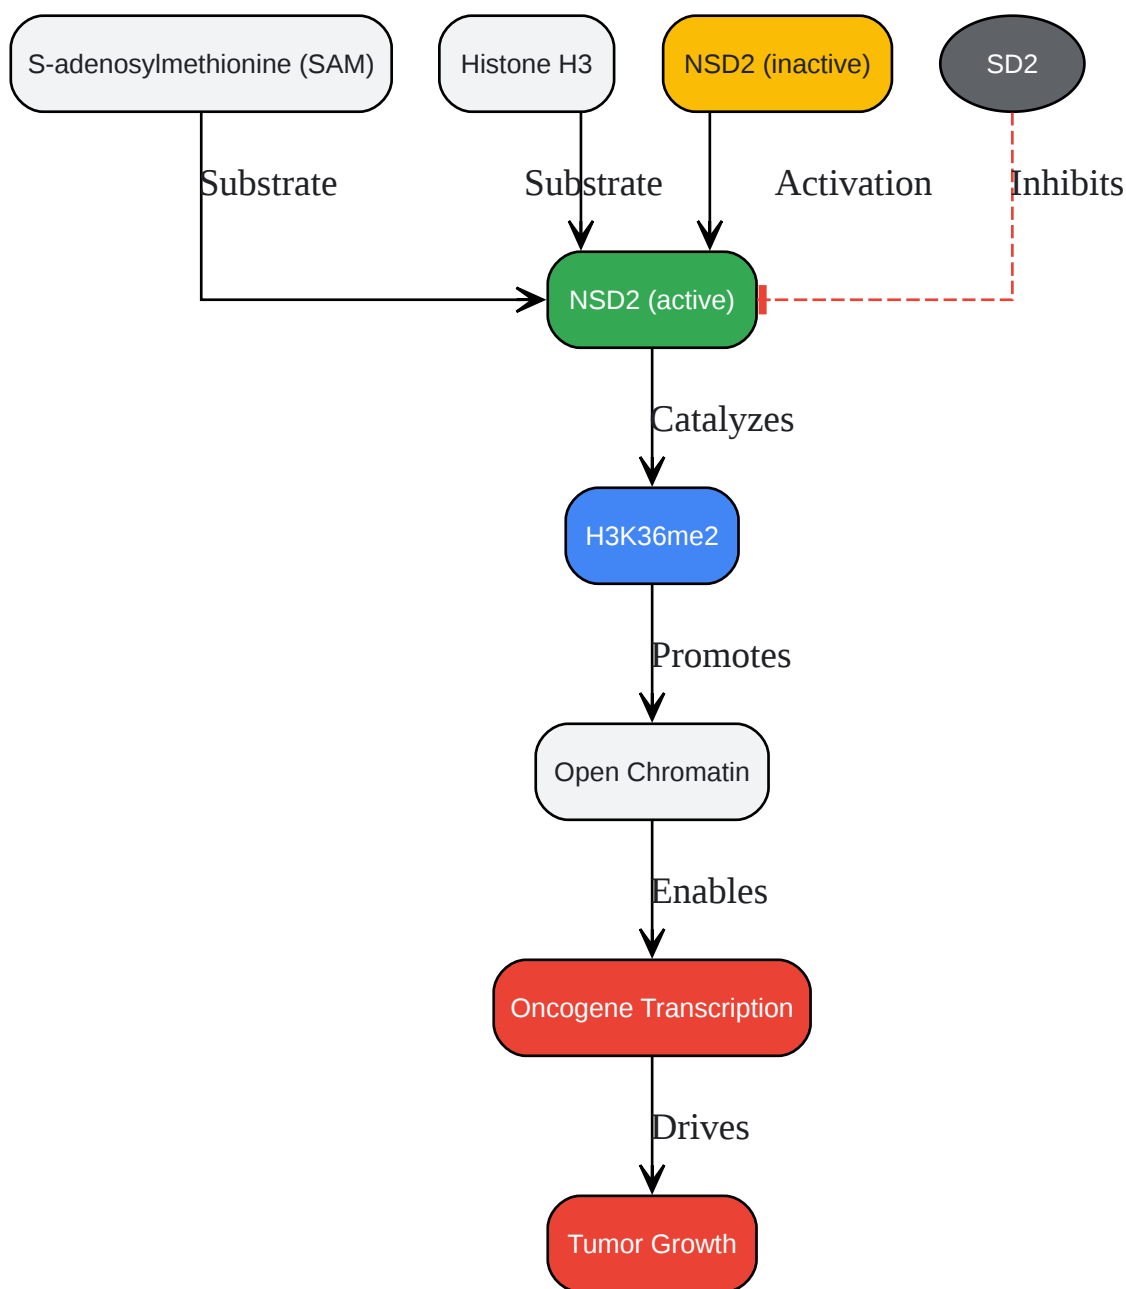 S-adenosylmethionine (SAM)
Histone H3
NSD2 (inactive)
SD2
Substrate
Substrate
Activation
Inhibits
NSD2 (active)
Catalyzes
H3K36me2
Promotes
Open Chromatin
Enables
Oncogene Transcription
Drives
Tumor Growth